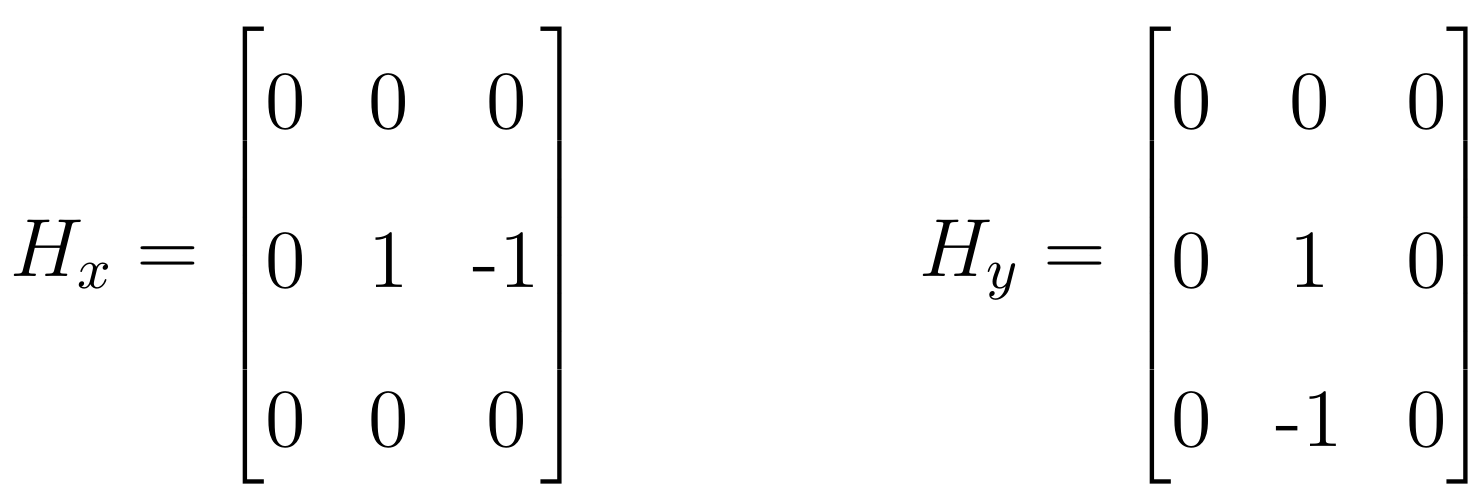 H_x = [0 0 0
0 1 -1
0 0 0]
H_y = [0 0 0
0 1 0
0 -1 0]